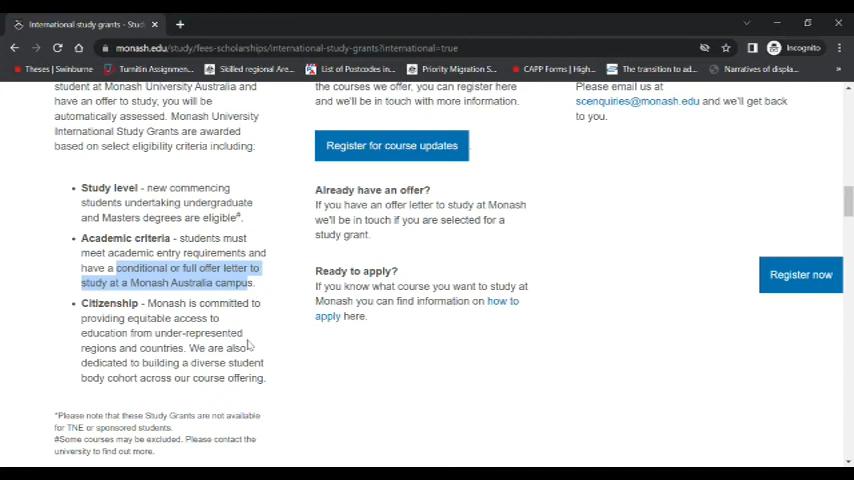 International study grants - Stud
monash.edu/study/fees-scholarships/international-study-grants?international=true
Incognito
Theses | Swinburne
Turnitin Assignmen...
Skilled regional Are...
List of Postcodes in...
Priority Migration S...
CAPP Forms | High...
The transition to ad...
Narratives of displa...
»
student at Monash University Australia and
have an offer to study, you will be
automatically assessed. Monash University
International Study Grants are awarded
based on select eligibility criteria including:
• Study level - new commencing
students undertaking undergraduate
and Masters degrees are eligible#.
• Academic criteria - students must
meet academic entry requirements and
have a conditional or full offer letter to
study at a Monash Australia campus.
• Citizenship - Monash is committed to
providing equitable access to
education from under-represented
regions and countries. We are also
dedicated to building a diverse student
body cohort across our course offering.
*Please note that these Study Grants are not available
for TNE or sponsored students.
#Some courses may be excluded. Please contact the
university to find out more.
the courses we offer, you can register here
and we'll be in touch with more information.
Register for course updates
Already have an offer?
If you have an offer letter to study at Monash
we'll be in touch if you are selected for a
study grant.
Ready to apply?
If you know what course you want to study at
Monash you can find information on how to
apply here.
Please email us at
scenquiries@monash.edu and we'll get back
to you.
Register now